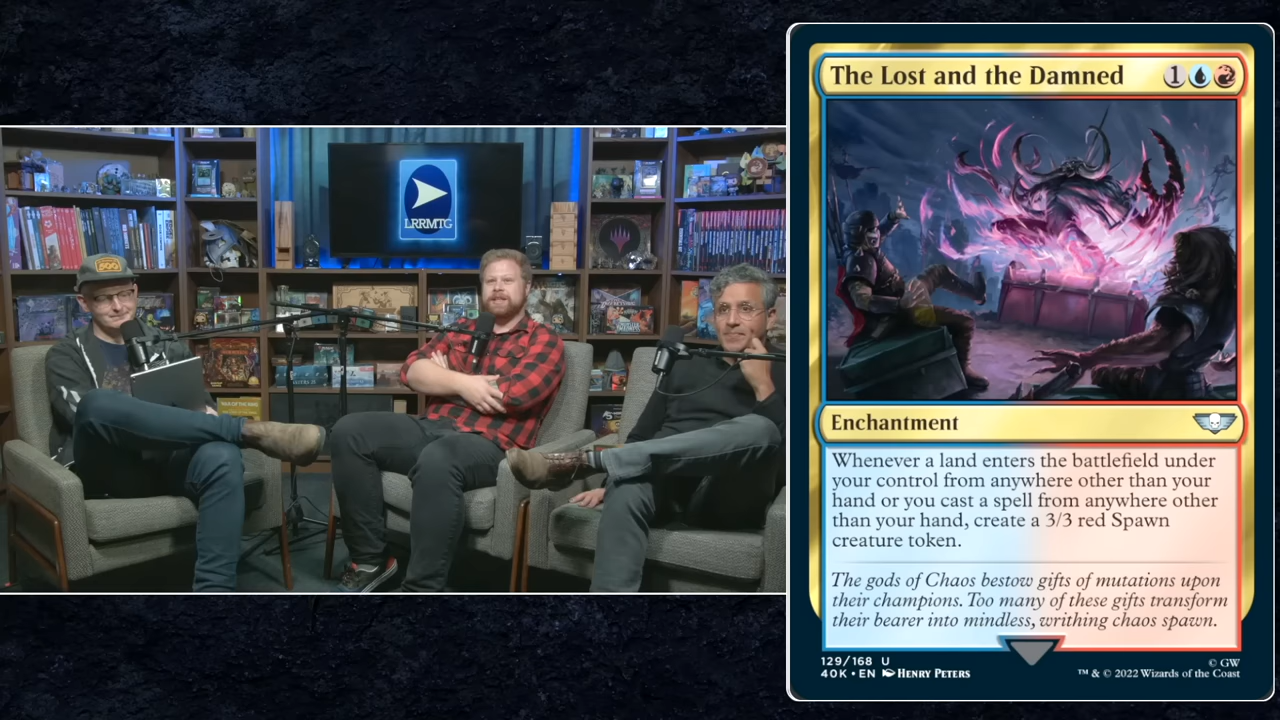 LRRMTG
500
The Lost and the Damned
1
Enchantment
Whenever a land enters the battlefield under
your control from anywhere other than your
hand or you cast a spell from anywhere other
than your hand, create a 3/3 red Spawn
creature token.
The gods of Chaos bestow gifts of mutations upon
their champions. Too many of these gifts transform
their bearer into mindless, writhing chaos spawn.
129/168 U
40K • EN HENRY PETERS
© GW
™ & © 2022 Wizards of the Coast